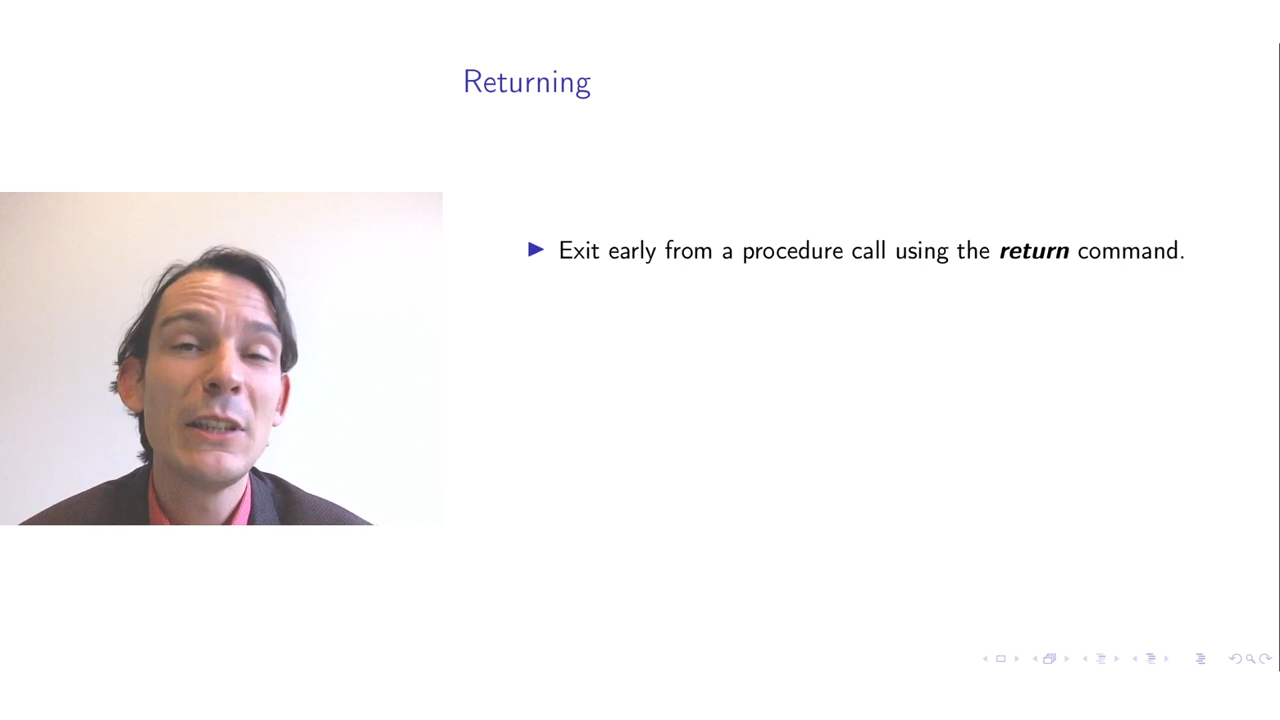 Returning
Exit early from a procedure call using the return command.